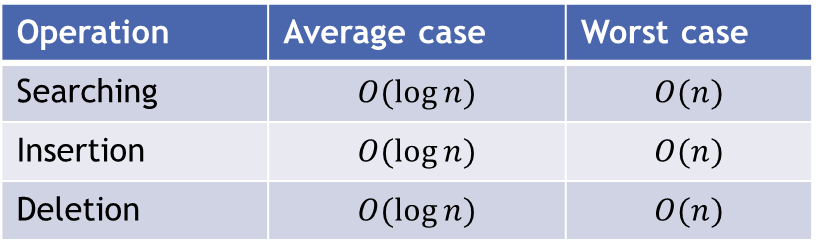 Operation Average case Worst case
Searching O(log n) O(n)
Insertion O(log n) O(n)
Deletion O(log n) O(n)